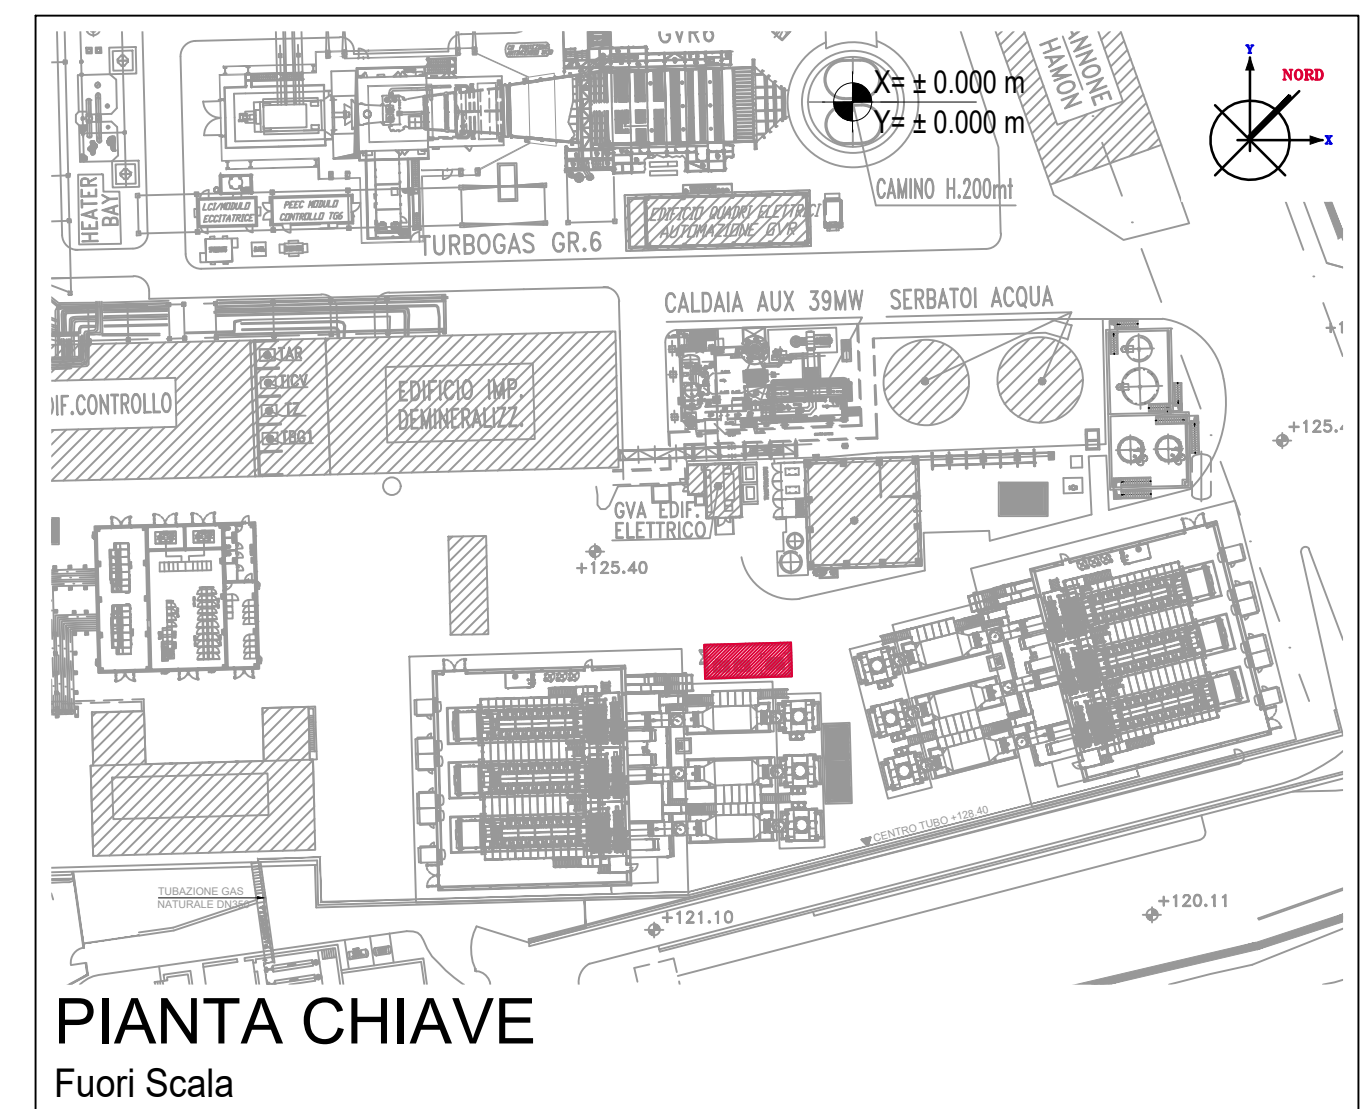 GVR6
X= ± 0.000 m
Y= ± 0.000 m
Y
NORD
X
HAMON
CAMINO H.200mt
HEATER
BAY
LCI/MODULO
ECCITATRICE
PEEC MODULO
CONTROLLO TG6
EDIFICIO QUADRI ELETTRICI
AUTOMAZIONE GVR
TURBOGAS GR.6
CALDAIA AUX 39MW
SERBATOI ACQUA
TAR
TICV
TZ
TBG1
EDIFICIO IMP.
DEMINERALIZZ.
DIF.CONTROLLO
+125.4
GVA EDIF.
ELETTRICO
+125.40
CENTRO TUBO +128.40
TUBAZIONE GAS
NATURALE DN350
+121.10
+120.11
PIANTA CHIAVE
Fuori Scala